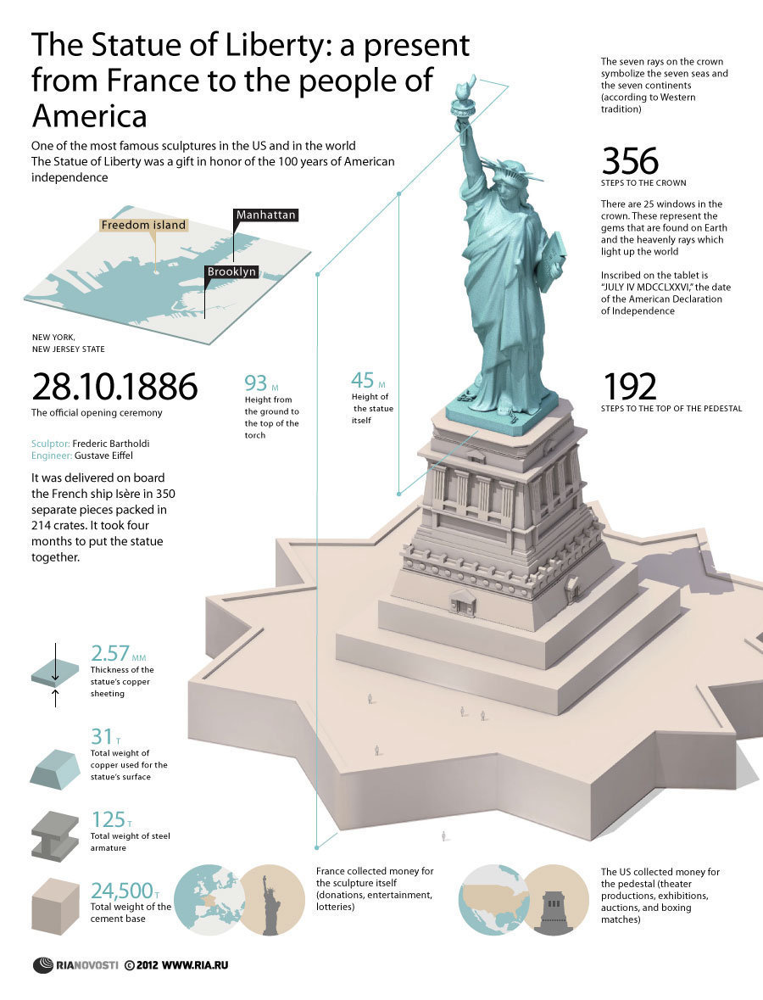 The Statue of Liberty: a present
from France to the people of
America
One of the most famous sculptures in the US and in the world
The Statue of Liberty was a gift in honor of the 100 years of American
independence
Freedom island
Manhattan
Brooklyn
NEW YORK,
NEW JERSEY STATE
28.10.1886
The official opening ceremony
Sculptor: Frederic Bartholdi
Engineer: Gustave Eiffel
It was delivered on board
the French ship Isère in 350
separate pieces packed in
214 crates. It took four
months to put the statue
together.
93 M
Height from
the ground to
the top of the
torch
45 M
Height of
the statue
itself
The seven rays on the crown
symbolize the seven seas and
the seven continents
(according to Western
tradition)
356
STEPS TO THE CROWN
There are 25 windows in the
crown. These represent the
gems that are found on Earth
and the heavenly rays which
light up the world
Inscribed on the tablet is
“JULY IV MDCCLXXVI,” the date
of the American Declaration
of Independence
192
STEPS TO THE TOP OF THE PEDESTAL
2.57 MM
Thickness of the
statue's copper
sheeting
31 T
Total weight of
copper used for the
statue's surface
125 T
Total weight of steel
armature
24,500 T
Total weight of the
cement base
France collected money for
the sculpture itself
(donations, entertainment,
lotteries)
The US collected money for
the pedestal (theater
productions, exhibitions,
auctions, and boxing
matches)
RIANOVOSTI © 2012 WWW.RIA.RU